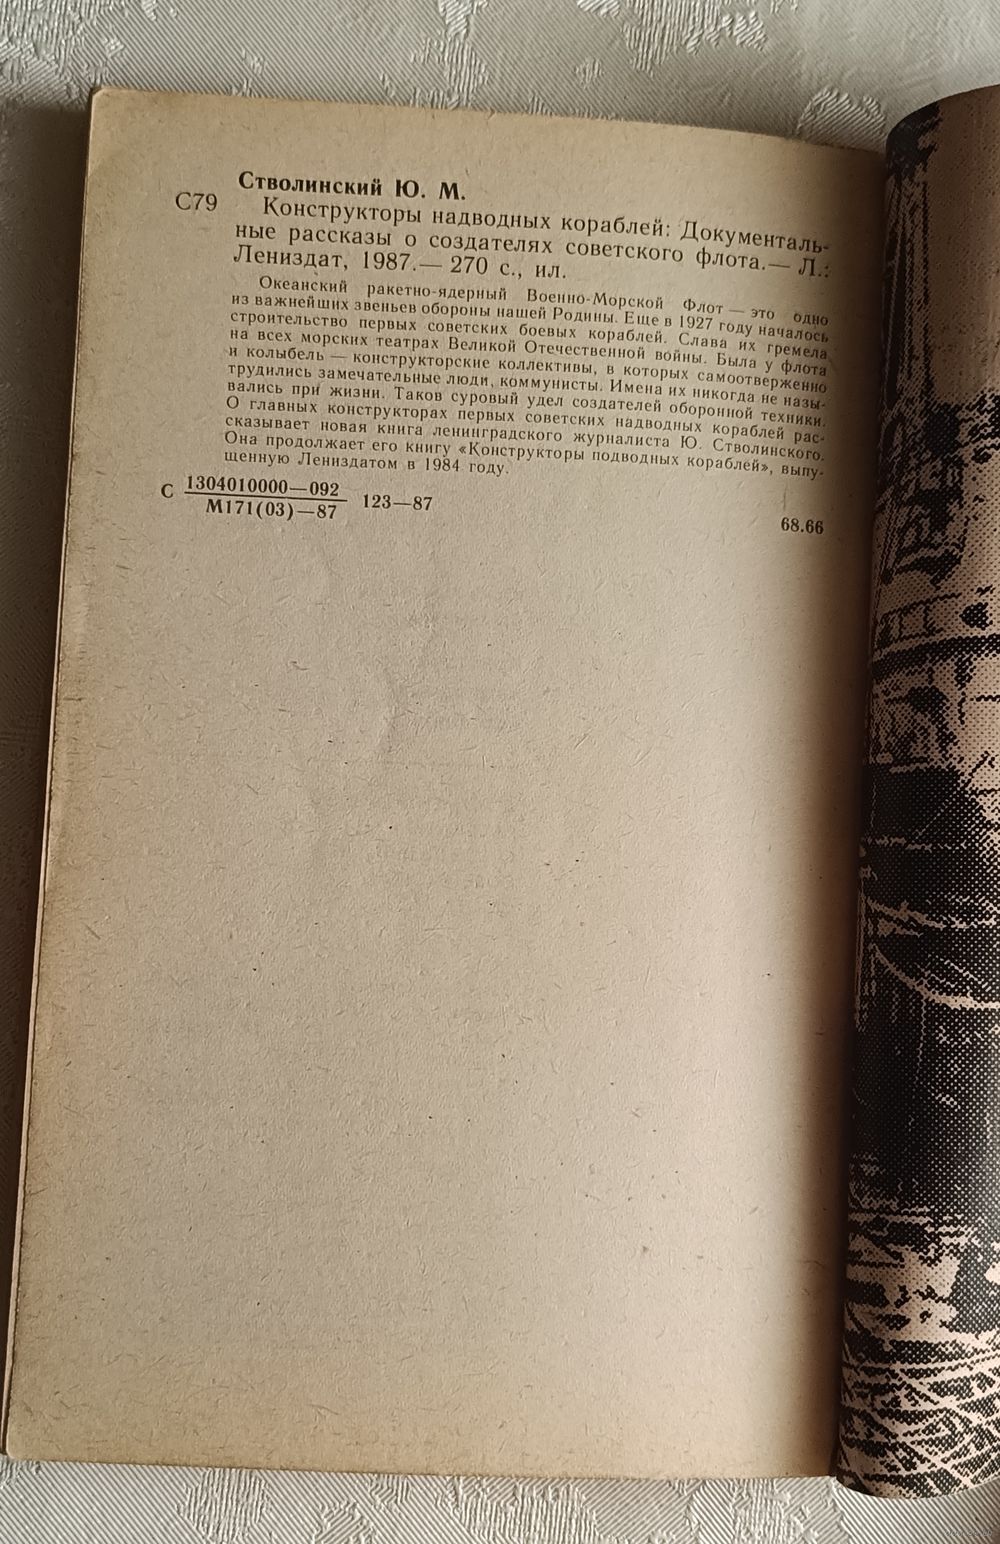 Стволинский Ю. М.
С79 Конструкторы надводных кораблей: Документаль-
ные рассказы о создателях советского флота.— Л.:
Лениздат, 1987.— 270 с., ил.
Океанский ракетно-ядерный Военно-Морской Флот — это одно
из важнейших звеньев обороны нашей Родины. Еще в 1927 году началось
строительство первых советских боевых кораблей. Слава их гремела
на всех морских театрах Великой Отечественной войны. Была у флота
и колыбель — конструкторские коллективы, в которых самоотверженно
трудились замечательные люди, коммунисты. Имена их никогда не назы-
вались при жизни. Таков суровый удел создателей оборонной техники.
О главных конструкторах первых советских надводных кораблей рас-
сказывает новая книга ленинградского журналиста Ю. Стволинского.
Она продолжает его книгу «Конструкторы подводных кораблей», выпу-
щенную Лениздатом в 1984 году.
С 1304010000—092
М171(03)—87 123—87
68.66